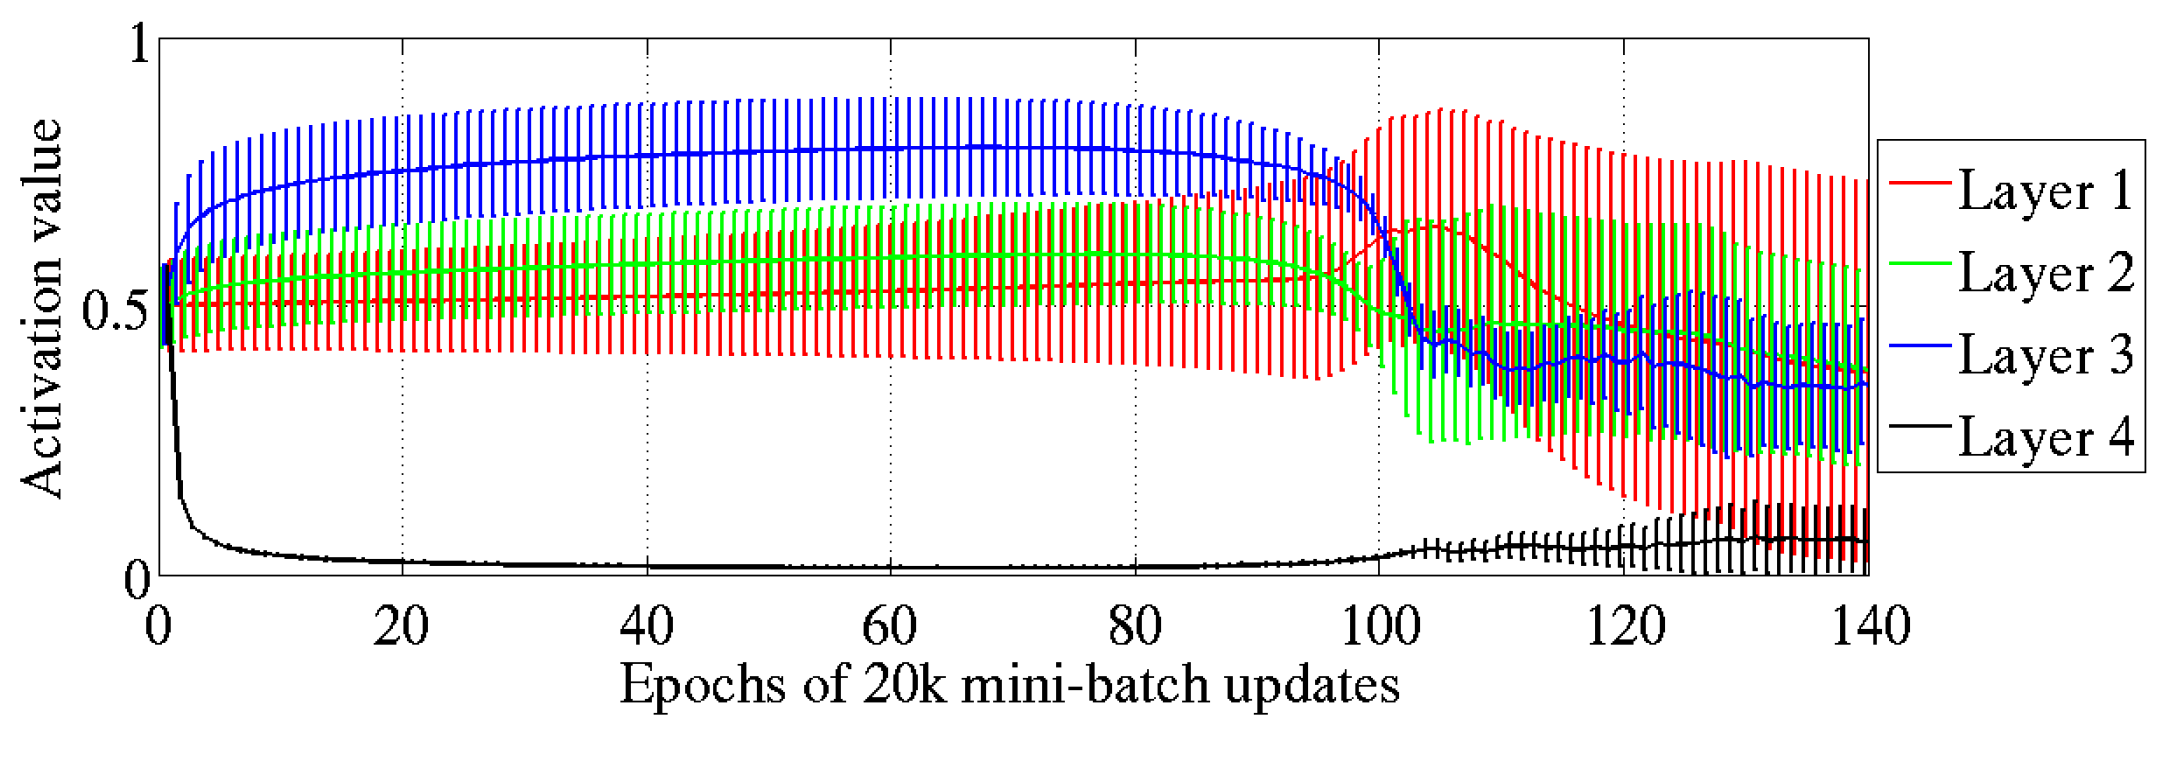 1
0.5
0
Activation value
0 20 40 60 80 100 120 140
Epochs of 20k mini-batch updates
Layer 1
Layer 2
Layer 3
Layer 4